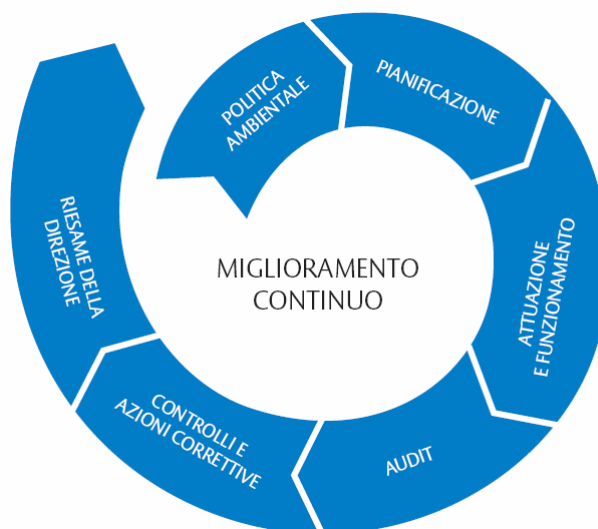 POLITICA
AMBIENTALE
PIANIFICAZIONE
ATTUAZIONE
E FUNZIONAMENTO
AUDIT
CONTROLLI E
AZIONI CORRETTIVE
RIESAME DELLA
DIREZIONE
MIGLIORAMENTO
CONTINUO